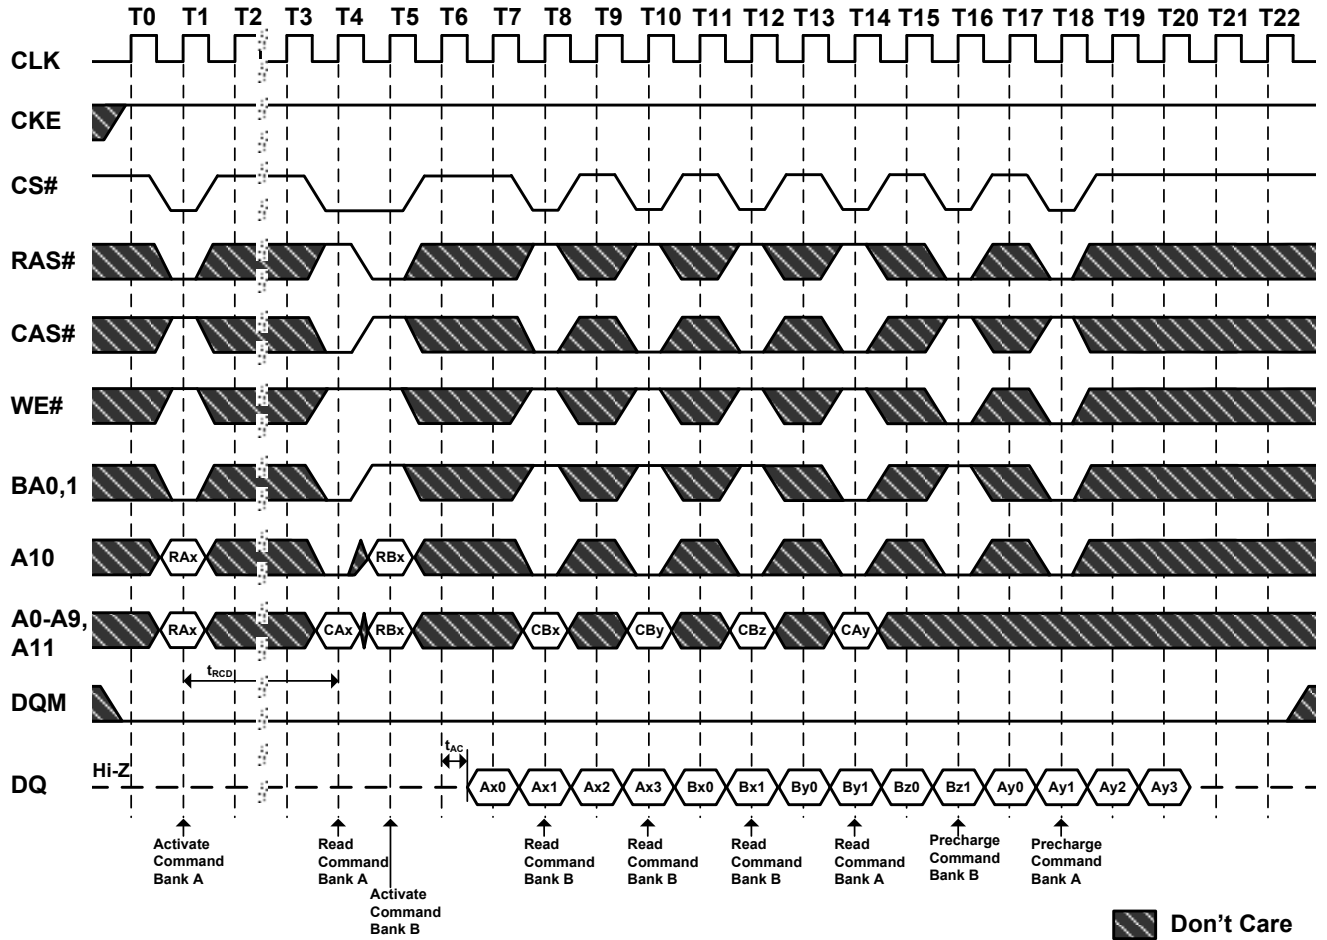 T0 T1 T2 T3 T4 T5 T6 T7 T8 T9 T10 T11 T12 T13 T14 T15 T16 T17 T18 T19 T20 T21 T22
CLK
CKE
CS#
RAS#
CAS#
WE#
BA0,1
A10
RAx RBx
A0-A9,
A11
RAx CAx RBx CBx CBy CBz CAy
tRCD
DQM
tAC
Hi-Z
DQ
Ax0 Ax1 Ax2 Ax3 Bx0 Bx1 By0 By1 Bz0 Bz1 Ay0 Ay1 Ay2 Ay3
Activate
Command
Bank A
Read
Command
Bank A
Activate
Command
Bank B
Read
Command
Bank B
Read
Command
Bank B
Read
Command
Bank B
Read
Command
Bank A
Precharge
Command
Bank B
Precharge
Command
Bank A
Don't Care